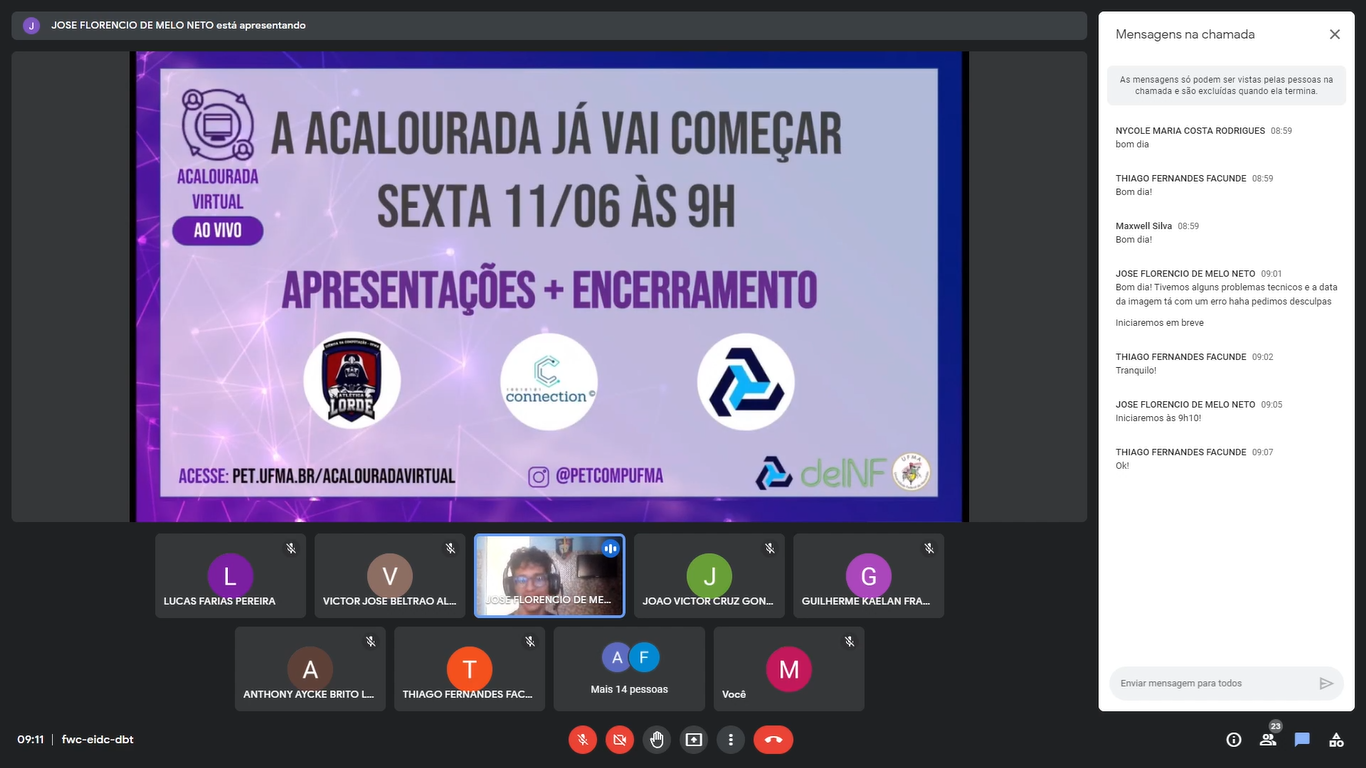 J
JOSE FLORENCIO DE MELO NETO está apresentando
ACALOURADA
VIRTUAL
AO VIVO
A ACALOURADA JÁ VAI COMEÇAR
SEXTA 11/06 ÀS 9H
APRESENTAÇÕES + ENCERRAMENTO
ATLÉTICA
LORDE
connection
ACESSE: PET.UFMA.BR/ACALOURADAVIRTUAL
@PETCOMPUFMA
deINF
UFMA
L
LUCAS FARIAS PEREIRA
V
VICTOR JOSE BELTRAO AL...
JOSE FLORENCIO DE ME...
J
JOAO VICTOR CRUZ GON...
G
GUILHERME KAELAN FRA...
A
ANTHONY AYCKE BRITO L...
T
THIAGO FERNANDES FAC...
A F
Mais 14 pessoas
M
Você
09:11 | fwc-eidc-dbt
23
Mensagens na chamada
As mensagens só podem ser vistas pelas pessoas na
chamada e são excluídas quando ela termina.
NYCOLE MARIA COSTA RODRIGUES 08:59
bom dia
THIAGO FERNANDES FACUNDE 08:59
Bom dia!
Maxwell Silva 08:59
Bom dia!
JOSE FLORENCIO DE MELO NETO 09:01
Bom dia! Tivemos alguns problemas tecnicos e a data
da imagem tá com um erro haha pedimos desculpas
Iniciaremos em breve
THIAGO FERNANDES FACUNDE 09:02
Tranquilo!
JOSE FLORENCIO DE MELO NETO 09:05
Iniciaremos às 9h10!
THIAGO FERNANDES FACUNDE 09:07
Ok!
Enviar mensagem para todos